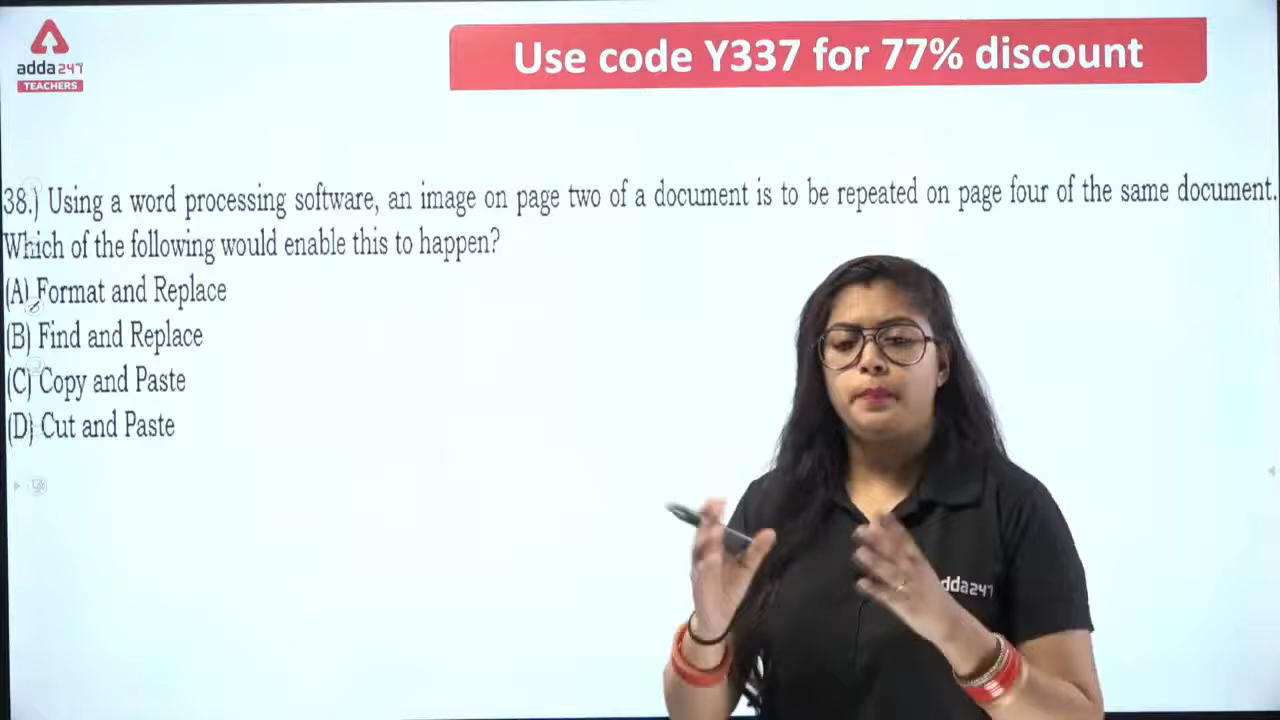 adda247
TEACHERS
Use code Y337 for 77% discount
38.) Using a word processing software, an image on page two of a document is to be repeated on page four of the same document.
Which of the following would enable this to happen?
(A) Format and Replace
(B) Find and Replace
(C) Copy and Paste
(D) Cut and Paste
dda247